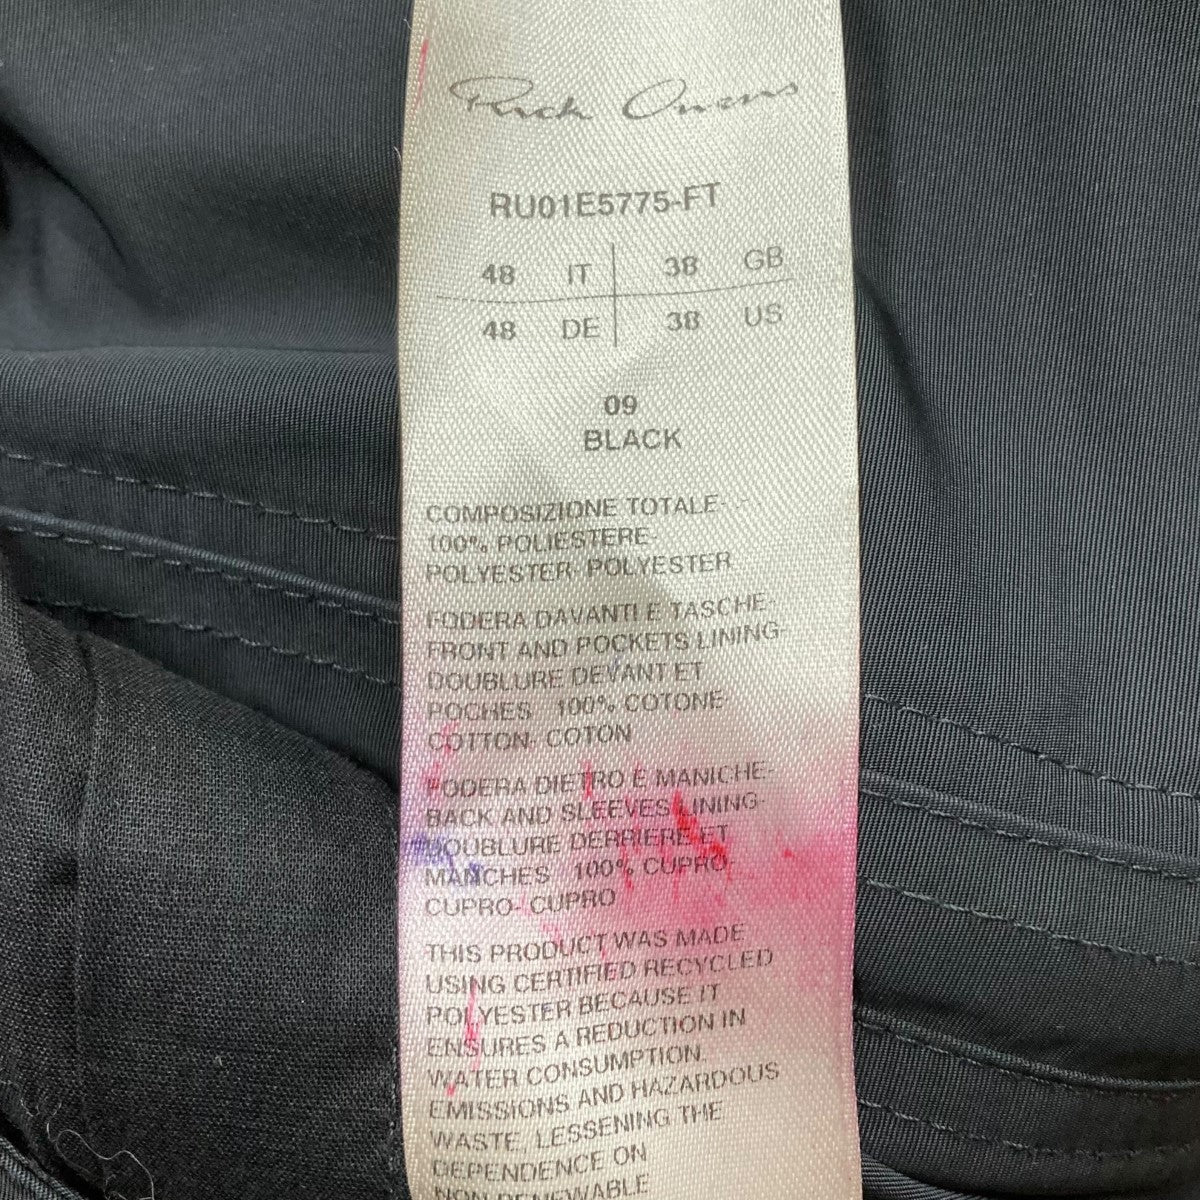 Rick Owens
RU01E5775-FT
48 IT 38 GB
48 DE 38 US
09
BLACK
COMPOSIZIONE TOTALE- -
100% POLIESTERE-
POLYESTER- POLYESTER
FODERA DAVANTI E TASCHE-
FRONT AND POCKETS LINING-
DOUBLURE DEVANT ET
POCHES 100% COTONE-
COTTON- COTON
FODERA DIETRO E MANICHE-
BACK AND SLEEVES LINING-
DOUBLURE DERRIERE ET
MANCHES 100% CUPRO-
CUPRO- CUPRO
THIS PRODUCT WAS MADE
USING CERTIFIED RECYCLED
POLYESTER BECAUSE IT
ENSURES A REDUCTION IN
WATER CONSUMPTION.
EMISSIONS AND HAZARDOUS
WASTE, LESSENING THE
DEPENDENCE ON
NON-RENEWABLE